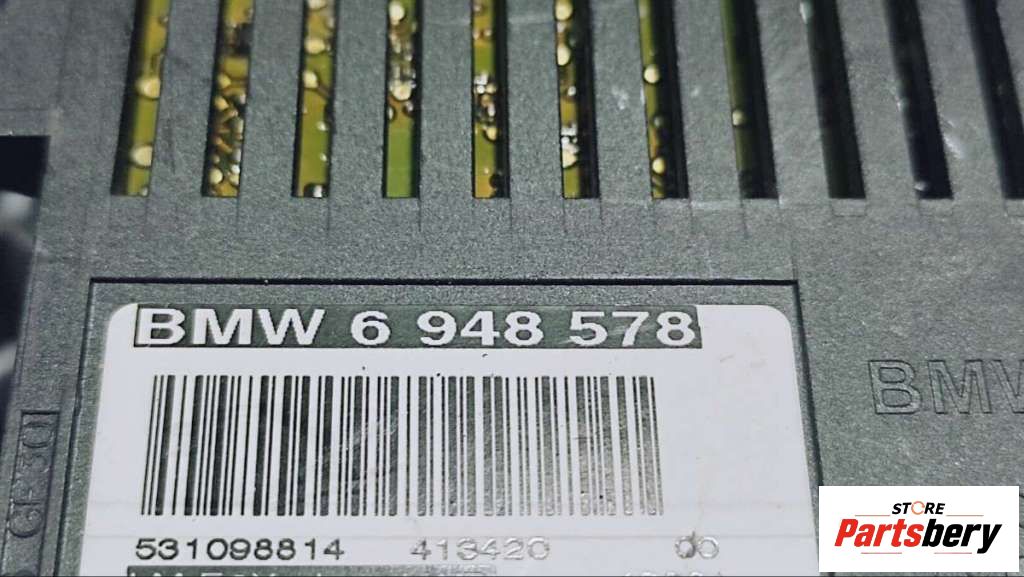 BMW 6 948 578
BMW
531098814 413420 00
STORE
Partsbery